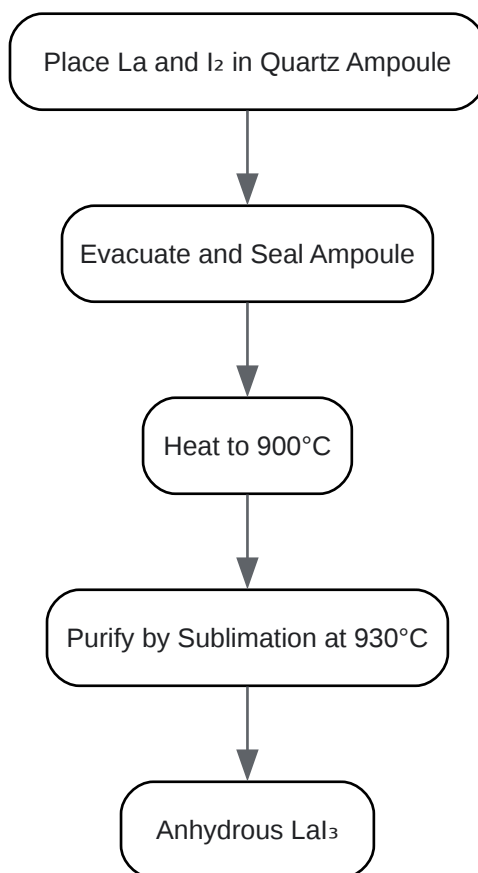 Place La and I₂ in Quartz Ampoule
Evacuate and Seal Ampoule
Heat to 900°C
Purify by Sublimation at 930°C
Anhydrous LaI₃